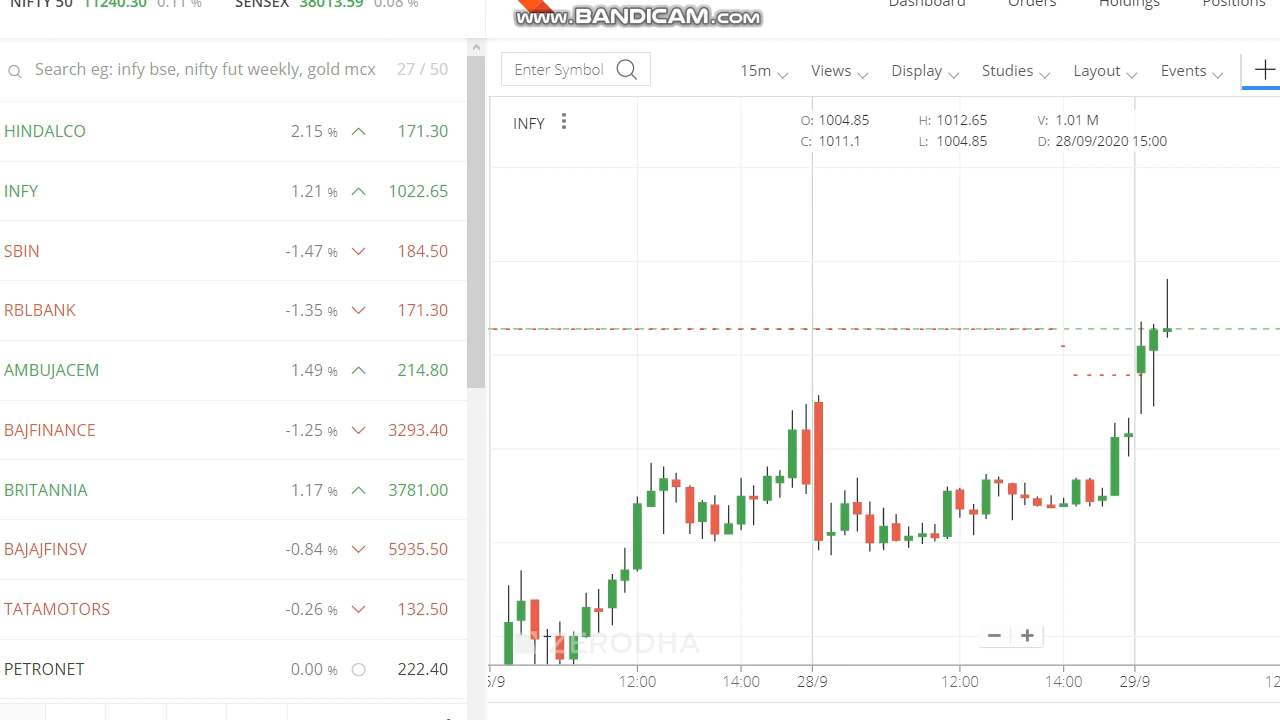 NIFTY 50 11240.30 0.11 % SENSEX 38013.59 0.08 %
www.BANDICAM.com
Dashboard Orders Holdings Positions
Search eg: infy bse, nifty fut weekly, gold mcx 27 / 50
Enter Symbol 15m Views Display Studies Layout Events
HINDALCO 2.15 % 171.30
INFY 1.21 % 1022.65
SBIN -1.47 % 184.50
RBLBANK -1.35 % 171.30
AMBUJACEM 1.49 % 214.80
BAJFINANCE -1.25 % 3293.40
BRITANNIA 1.17 % 3781.00
BAJAJFINSV -0.84 % 5935.50
TATAMOTORS -0.26 % 132.50
PETRONET 0.00 % 222.40
INFY
O: 1004.85 H: 1012.65 V: 1.01 M
C: 1011.1 L: 1004.85 D: 28/09/2020 15:00
ZERODHA
12:00 14:00 28/9 12:00 14:00 29/9